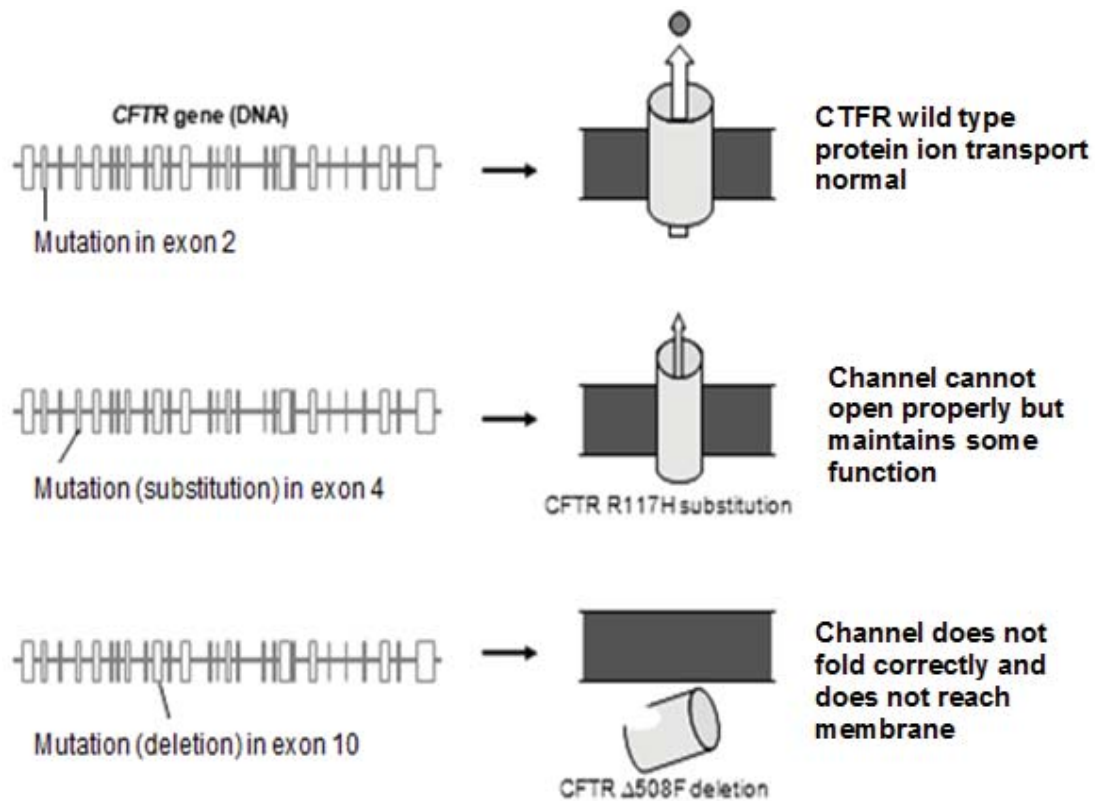 CFTR gene (DNA)
Mutation in exon 2
CTFR wild type
protein ion transport
normal
Mutation (substitution) in exon 4
CFTR R117H substitution
Channel cannot
open properly but
maintains some
function
Mutation (deletion) in exon 10
CFTR Δ508F deletion
Channel does not
fold correctly and
does not reach
membrane